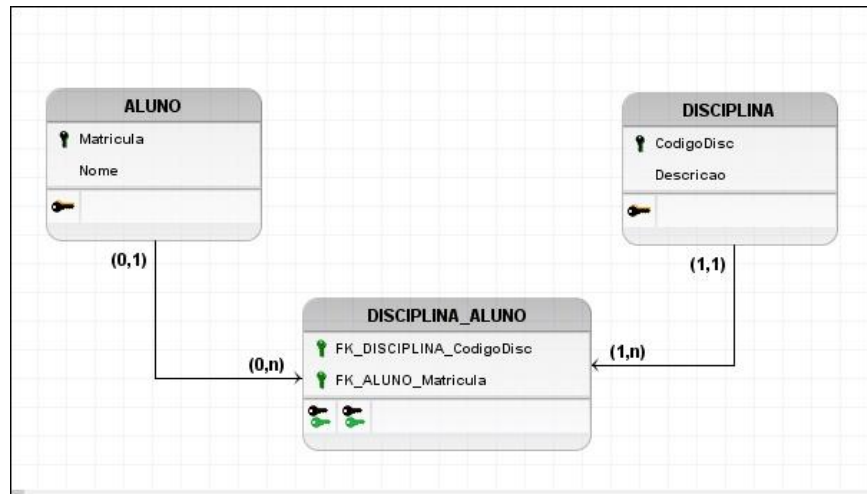 ALUNO
Matricula
Nome
DISCIPLINA
CodigoDisc
Descricao
(0,1)
(1,1)
DISCIPLINA_ALUNO
FK_DISCIPLINA_CodigoDisc
FK_ALUNO_Matricula
(0,n)
(1,n)